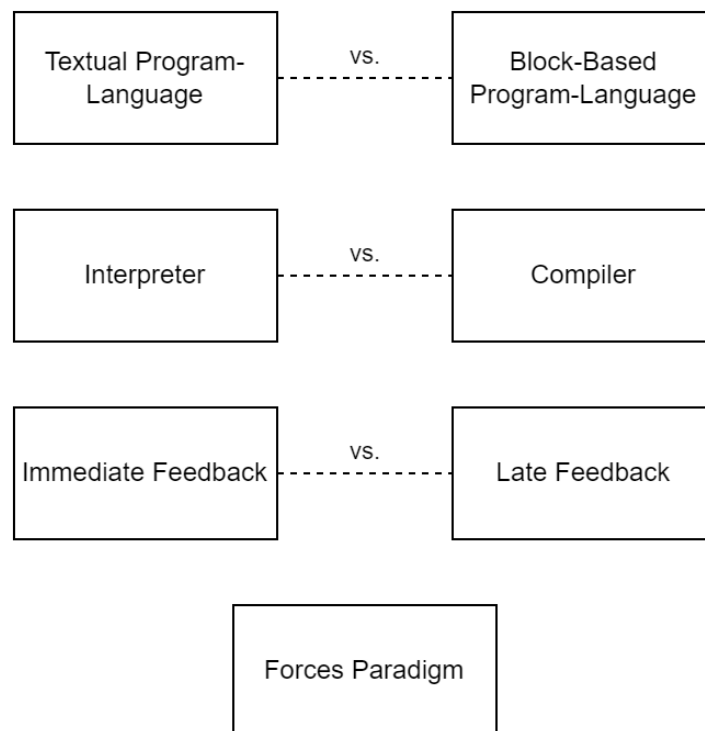 Textual Program-
Language
vs.
Block-Based
Program-Language
Interpreter
vs.
Compiler
Immediate Feedback
vs.
Late Feedback
Forces Paradigm